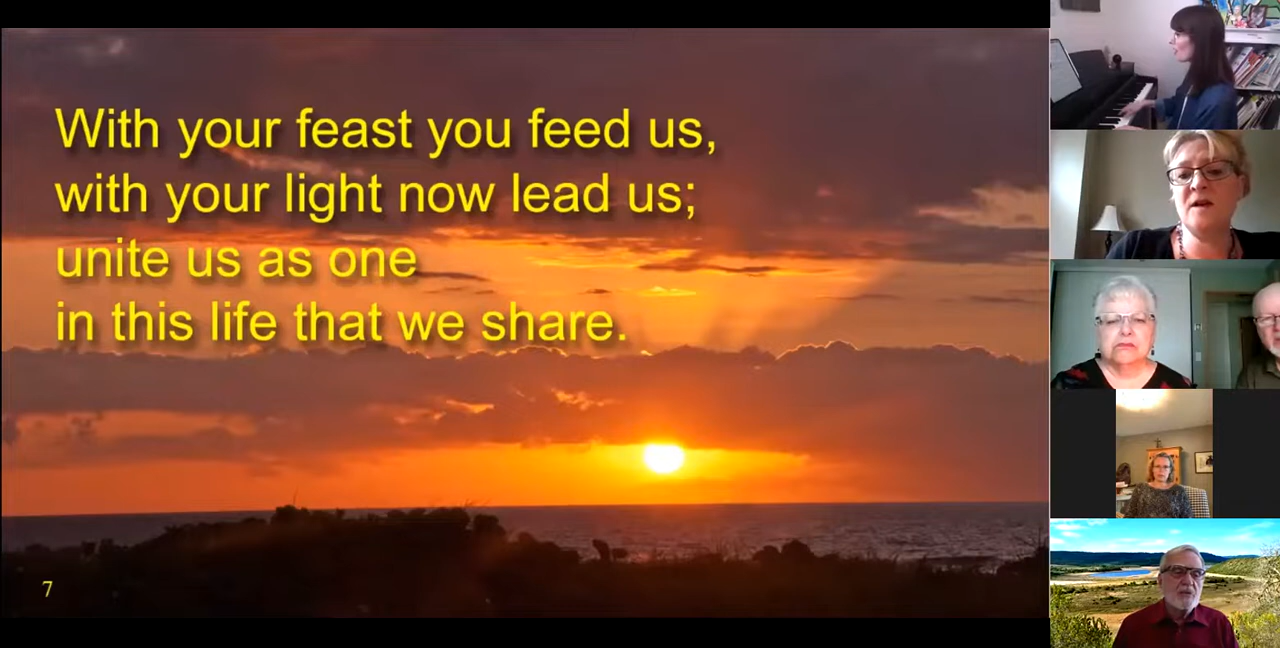 With your feast you feed us,
with your light now lead us;
unite us as one
in this life that we share.
7